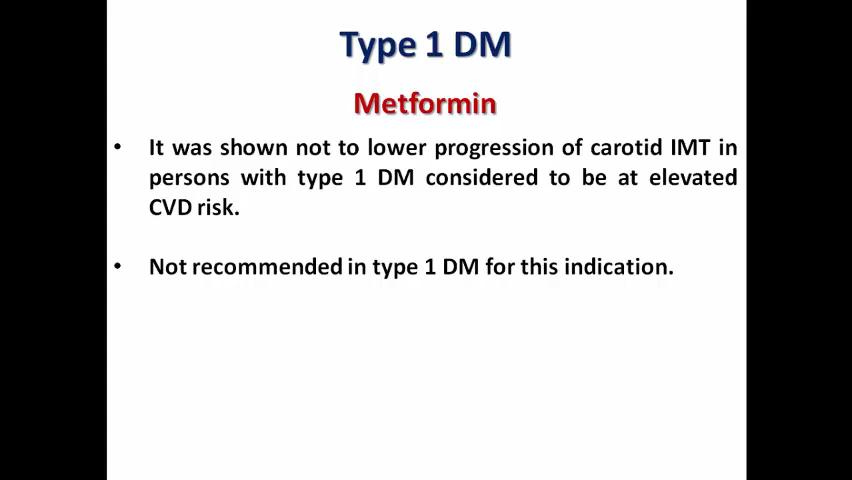 Type 1 DM
Metformin
• It was shown not to lower progression of carotid IMT in
persons with type 1 DM considered to be at elevated
CVD risk.
• Not recommended in type 1 DM for this indication.